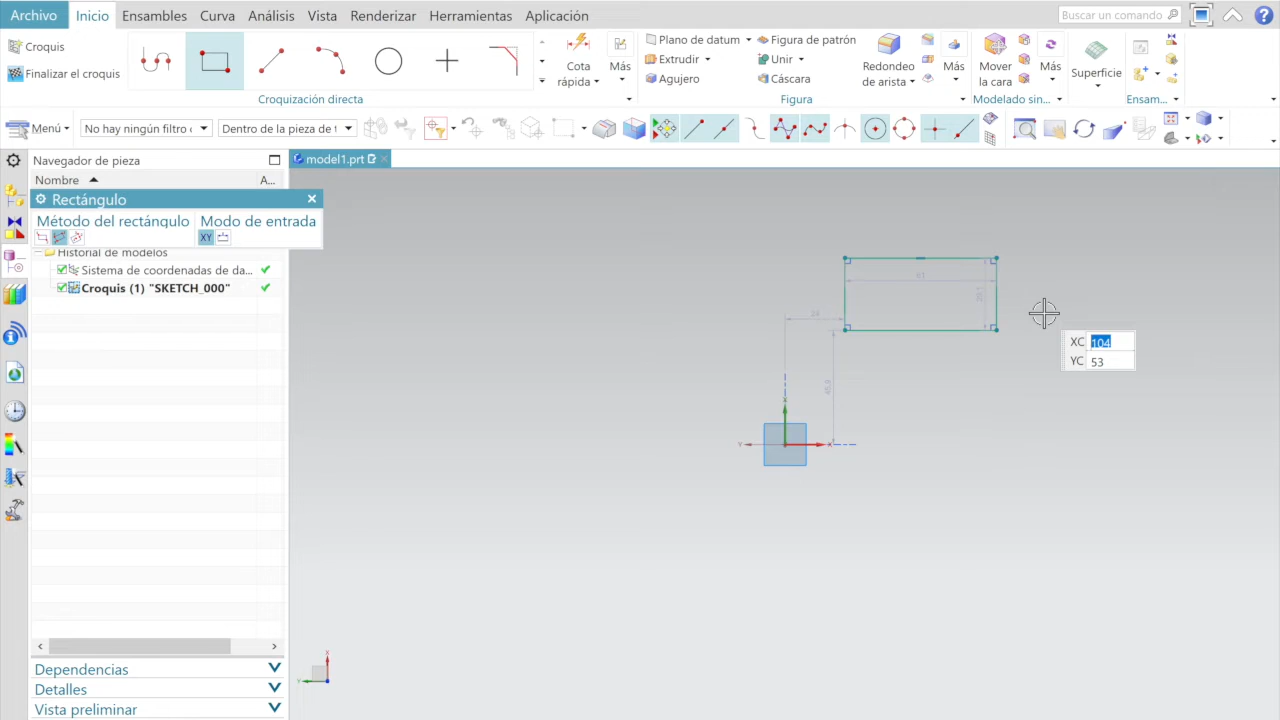 Archivo Inicio Ensambles Curva Análisis Vista Renderizar Herramientas Aplicación
Buscar un comando
Croquis
Finalizar el croquis
Cota rápida
Más
Croquización directa
Plano de datum
Extrudir
Agujero
Figura de patrón
Unir
Cáscara
Redondeo de arista
Más
Figura
Mover la cara
Más
Modelado sin...
Superficie
Ensam...
Menú
No hay ningún filtro
Dentro de la pieza de t
Navegador de pieza
model1.prt
Nombre A...
Rectángulo
Método del rectángulo Modo de entrada
XY
Historial de modelos
Sistema de coordenadas de da...
Croquis (1) "SKETCH_000"
61
34
XC 104
YC 53
Y X
Dependencias
Detalles
Vista preliminar
X
Y